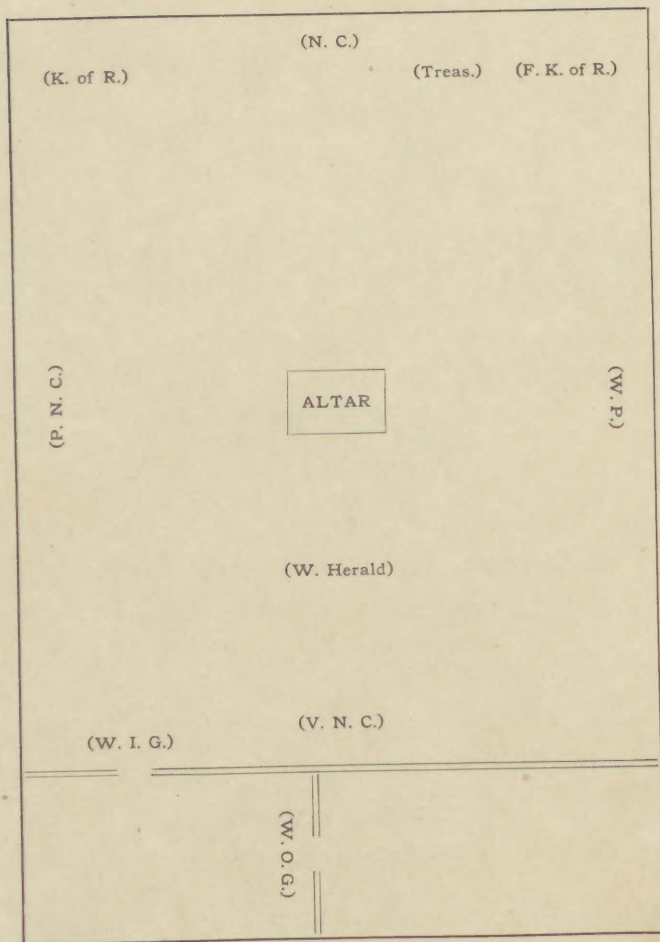 (N. C.)
(K. of R.) (Treas.) (F. K. of R.)
(P. N. C.) ALTAR (W. P.)
(W. Herald)
(V. N. C.)
(W. I. G.)
(W. O. G.)